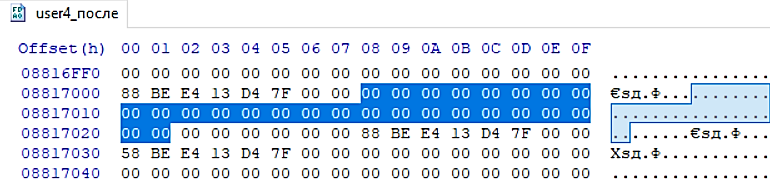 user4_после
Offset(h) 00 01 02 03 04 05 06 07 08 09 0A 0B 0C 0D 0E 0F
08816FF0 00 00 00 00 00 00 00 00 00 00 00 00 00 00 00 00 ................
08817000 88 BE E4 13 D4 7F 00 00 00 00 00 00 00 00 00 00 €sд.Ф...........
08817010 00 00 00 00 00 00 00 00 00 00 00 00 00 00 00 00 ................
08817020 00 00 00 00 00 00 00 00 88 BE E4 13 D4 7F 00 00 ........€sд.Ф...
08817030 58 BE E4 13 D4 7F 00 00 00 00 00 00 00 00 00 00 Xsд.Ф...........
08817040 00 00 00 00 00 00 00 00 00 00 00 00 00 00 00 00 ................